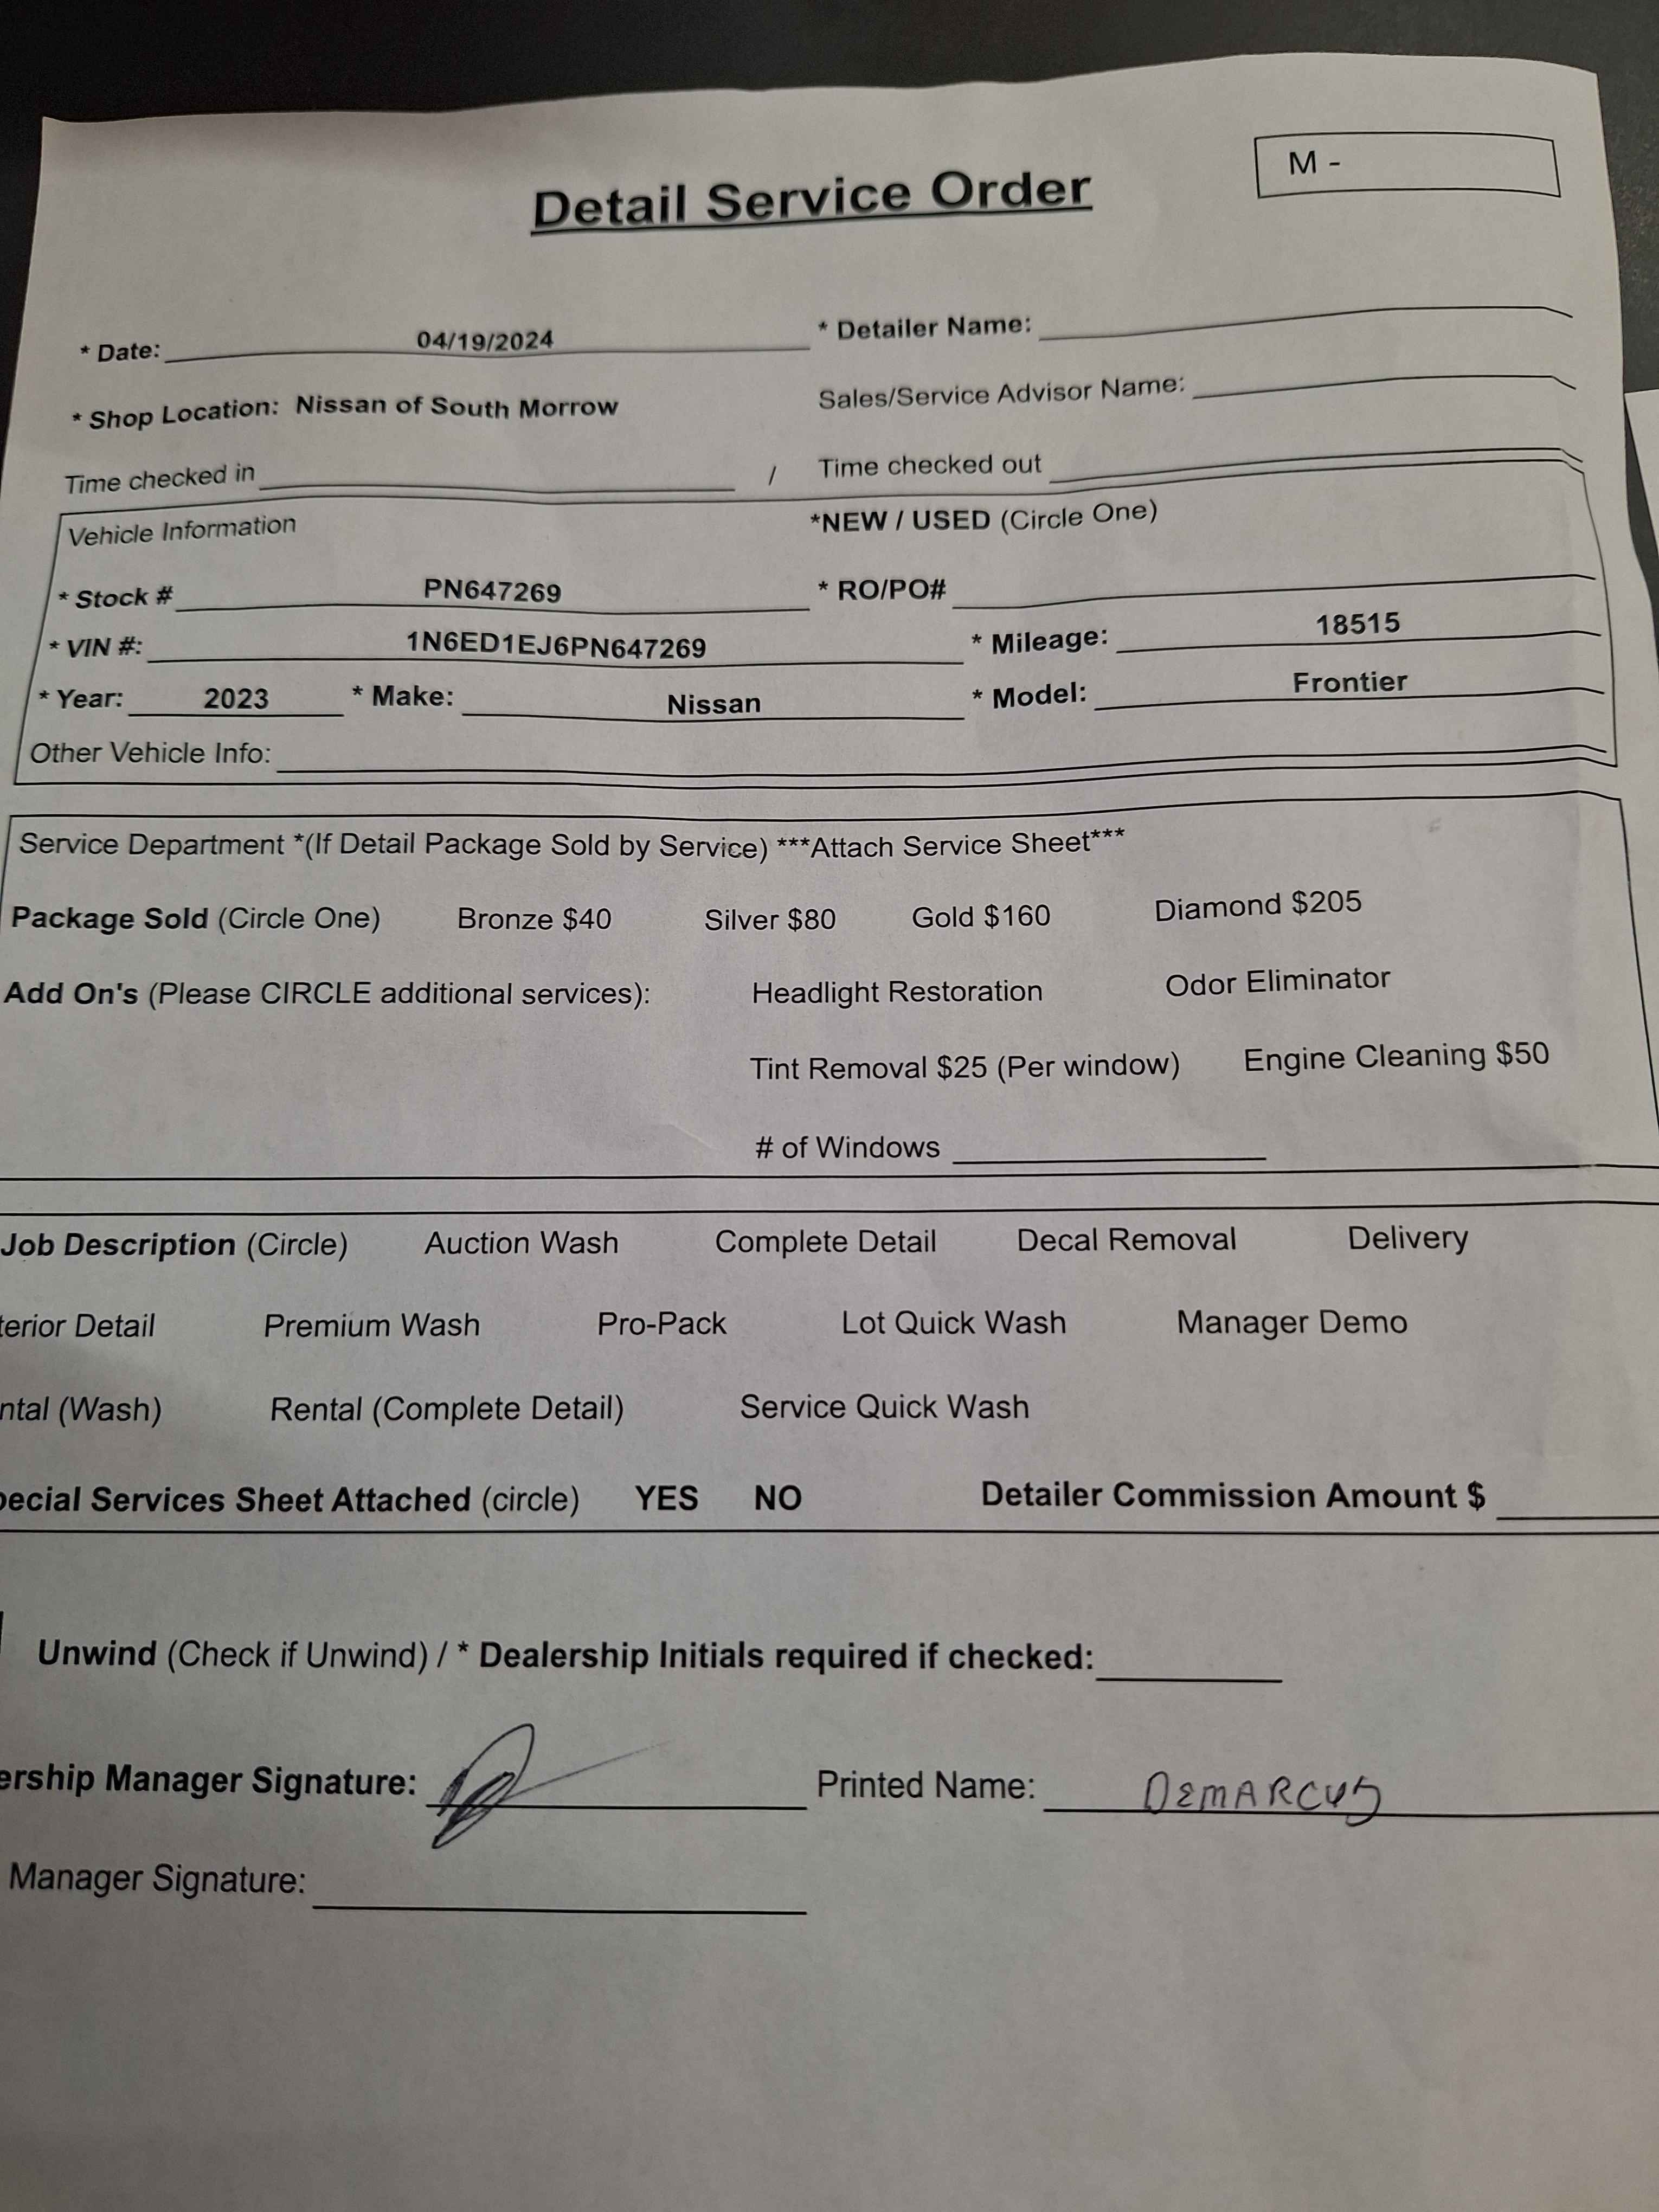 M -
Detail Service Order
* Date: 04/19/2024 * Detailer Name:
* Shop Location: Nissan of South Morrow Sales/Service Advisor Name:
Time checked in / Time checked out
Vehicle Information *NEW / USED (Circle One)
* Stock # PN647269 * RO/PO#
* VIN #: 1N6ED1EJ6PN647269 * Mileage: 18515
* Year: 2023 * Make: Nissan * Model: Frontier
Other Vehicle Info:
Service Department *(If Detail Package Sold by Service) ***Attach Service Sheet***
Package Sold (Circle One) Bronze $40 Silver $80 Gold $160 Diamond $205
Add On's (Please CIRCLE additional services): Headlight Restoration Odor Eliminator
Tint Removal $25 (Per window) Engine Cleaning $50
# of Windows
Job Description (Circle) Auction Wash Complete Detail Decal Removal Delivery
terior Detail Premium Wash Pro-Pack Lot Quick Wash Manager Demo
ntal (Wash) Rental (Complete Detail) Service Quick Wash
pecial Services Sheet Attached (circle) YES NO Detailer Commission Amount $
Unwind (Check if Unwind) / * Dealership Initials required if checked:
ership Manager Signature: Printed Name: DEMARCUS
Manager Signature: